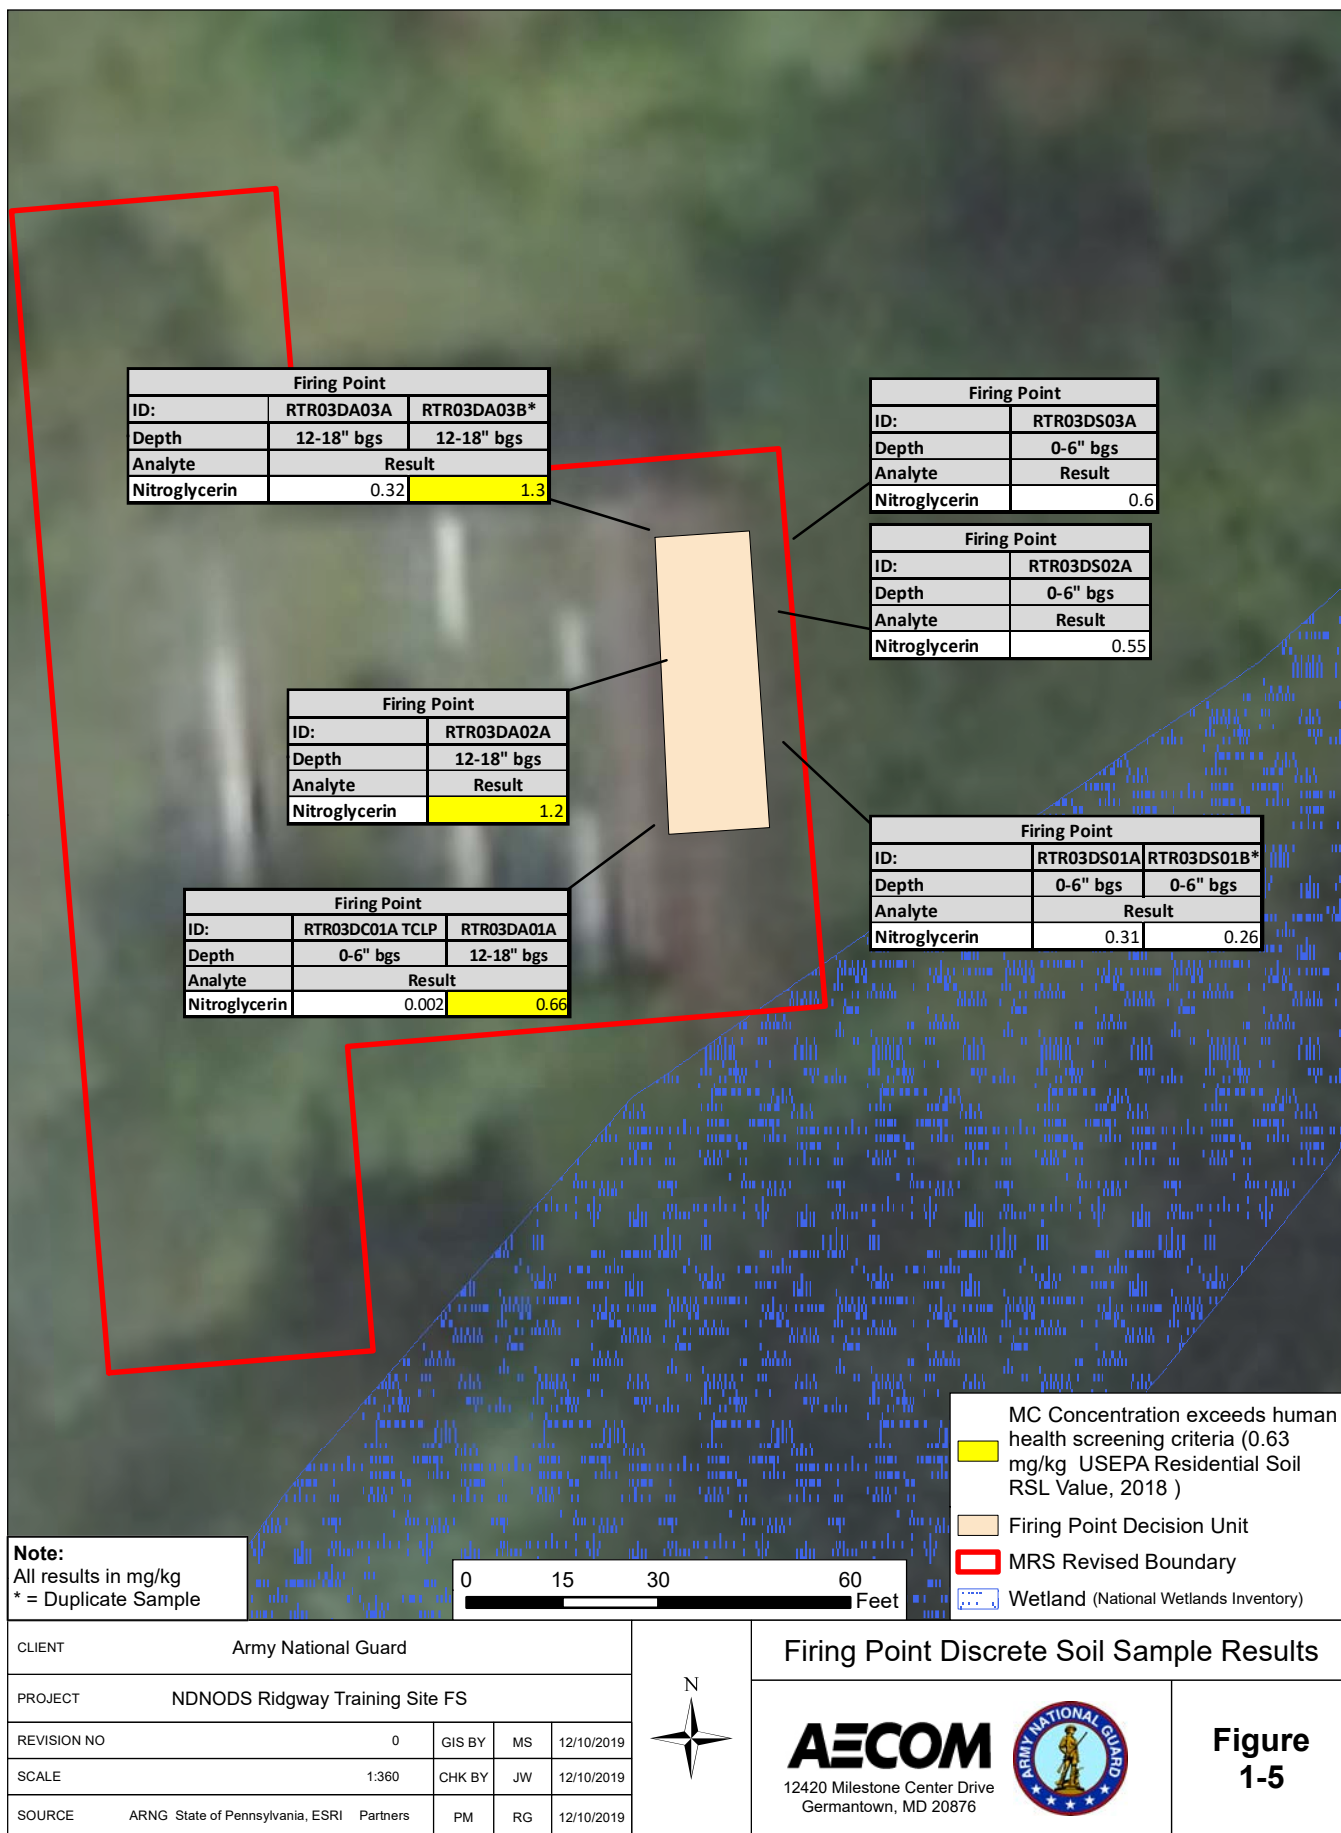 Firing Point
ID: RTR03DA03A RTR03DA03B*
Depth 12-18" bgs 12-18" bgs
Analyte Result
Nitroglycerin 0.32 1.3
Firing Point
ID: RTR03DS03A
Depth 0-6" bgs
Analyte Result
Nitroglycerin 0.6
Firing Point
ID: RTR03DS02A
Depth 0-6" bgs
Analyte Result
Nitroglycerin 0.55
Firing Point
ID: RTR03DA02A
Depth 12-18" bgs
Analyte Result
Nitroglycerin 1.2
Firing Point
ID: RTR03DS01A RTR03DS01B*
Depth 0-6" bgs 0-6" bgs
Analyte Result
Nitroglycerin 0.31 0.26
Firing Point
ID: RTR03DC01A TCLP RTR03DA01A
Depth 0-6" bgs 12-18" bgs
Analyte Result
Nitroglycerin 0.002 0.66
MC Concentration exceeds human
health screening criteria (0.63
mg/kg USEPA Residential Soil
RSL Value, 2018 )
Firing Point Decision Unit
MRS Revised Boundary
Wetland (National Wetlands Inventory)
Note:
All results in mg/kg
* = Duplicate Sample
0 15 30 60
Feet
CLIENT Army National Guard
PROJECT NDNODS Ridgway Training Site FS
REVISION NO 0 GIS BY MS 12/10/2019
SCALE 1:360 CHK BY JW 12/10/2019
SOURCE ARNG State of Pennsylvania, ESRI Partners PM RG 12/10/2019
N
Firing Point Discrete Soil Sample Results
AECOM
12420 Milestone Center Drive
Germantown, MD 20876
ARMY NATIONAL GUARD
Figure
1-5